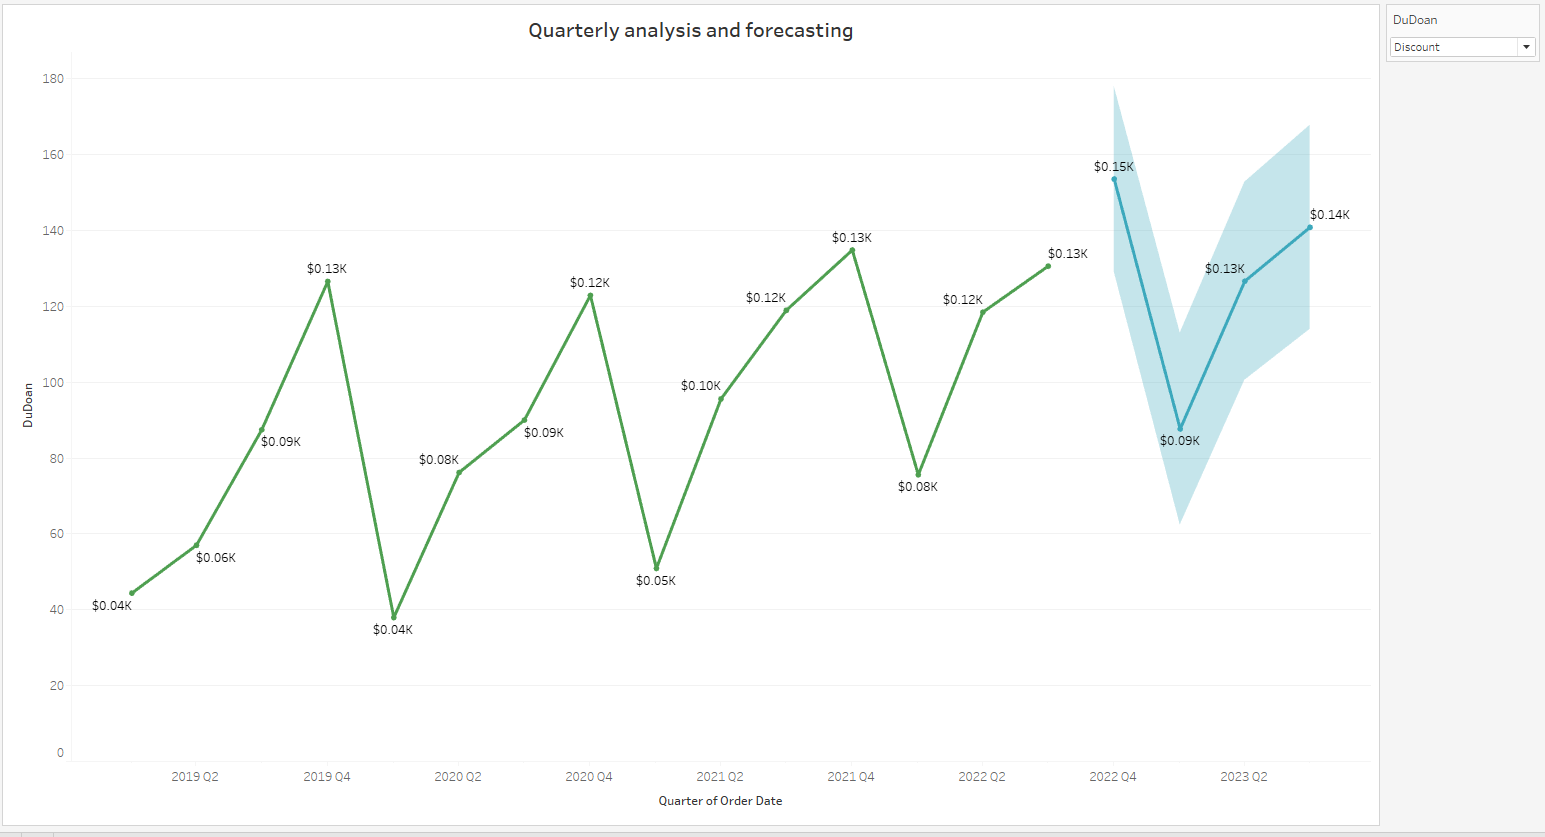 Quarterly analysis and forecasting
DuDoan
Discount
180
160
140
120
100
80
60
40
20
0
DuDoan
$0.04K
$0.06K
$0.09K
$0.13K
$0.04K
$0.08K
$0.09K
$0.12K
$0.05K
$0.10K
$0.12K
$0.13K
$0.08K
$0.12K
$0.13K
$0.15K
$0.09K
$0.13K
$0.14K
2019 Q2 2019 Q4 2020 Q2 2020 Q4 2021 Q2 2021 Q4 2022 Q2 2022 Q4 2023 Q2
Quarter of Order Date